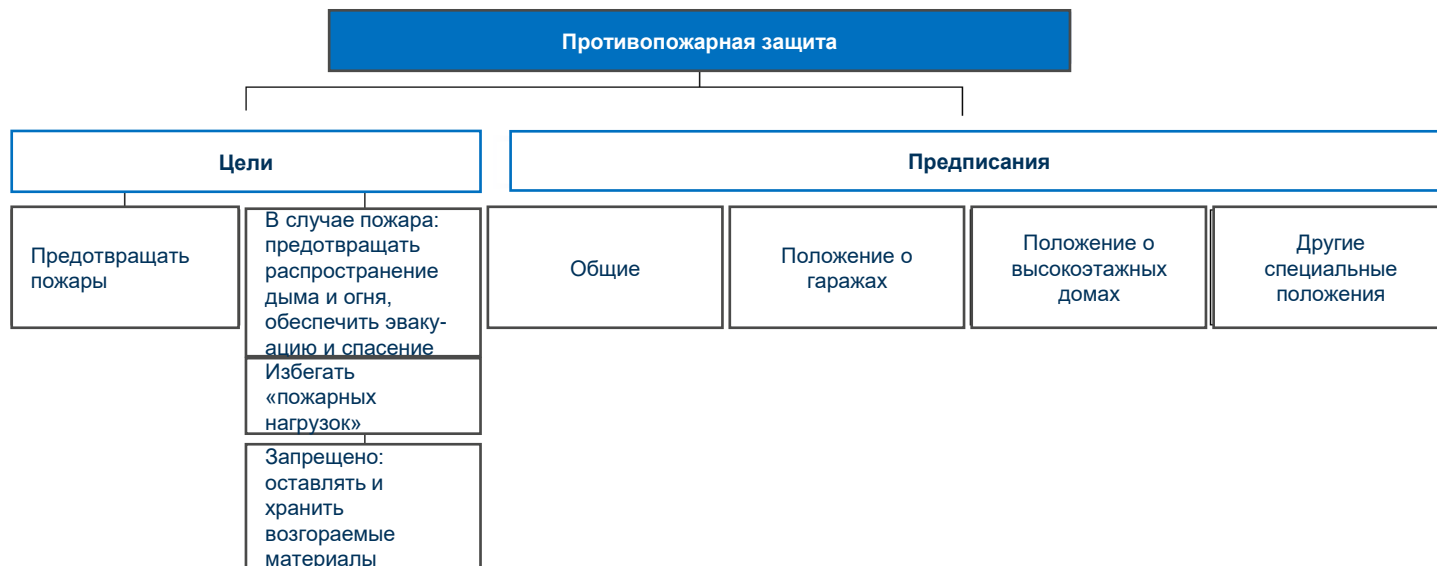 Противопожарная защита
Цели
Предписания
Предотвращать
пожары
В случае пожара:
предотвращать
распространение
дыма и огня,
обеспечить эваку-
ацию и спасение
Избегать
«пожарных
нагрузок»
Запрещено:
оставлять и
хранить
возгораемые
материалы
Общие
Положение о
гаражах
Положение о
высокоэтажных
домах
Другие
специальные
положения